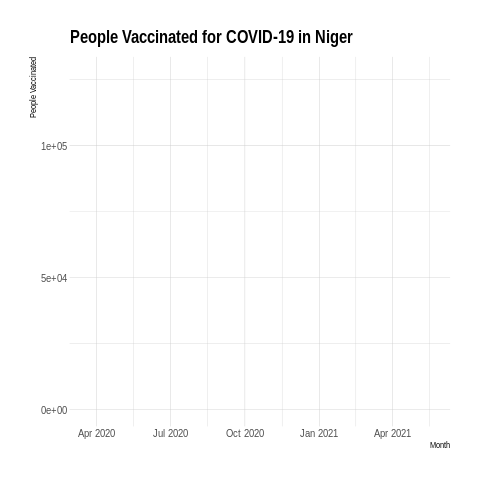 People Vaccinated for COVID-19 in Niger
People Vaccinated
1e+05
5e+04
0e+00
Apr 2020 Jul 2020 Oct 2020 Jan 2021 Apr 2021
Month